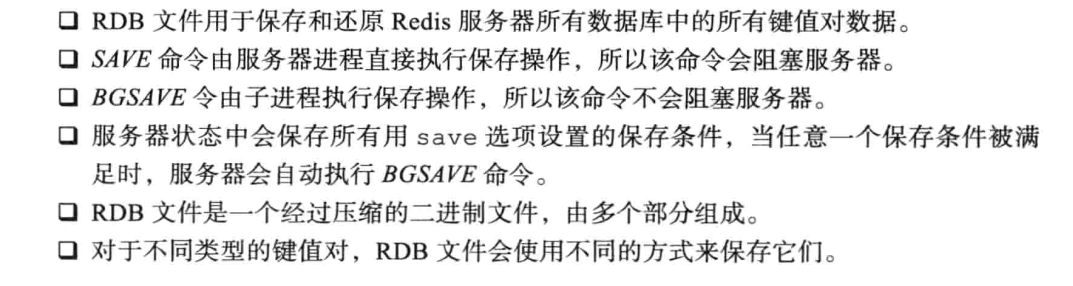 ❑ RDB 文件用于保存和还原 Redis 服务器所有数据库中的所有键值对数据。
❑ SAVE 命令由服务器进程直接执行保存操作，所以该命令会阻塞服务器。
❑ BGSAVE 令由子进程执行保存操作，所以该命令不会阻塞服务器。
❑ 服务器状态中会保存所有用 save 选项设置的保存条件，当任意一个保存条件被满
足时，服务器会自动执行 BGSAVE 命令。
❑ RDB 文件是一个经过压缩的二进制文件，由多个部分组成。
❑ 对于不同类型的键值对，RDB 文件会使用不同的方式来保存它们。